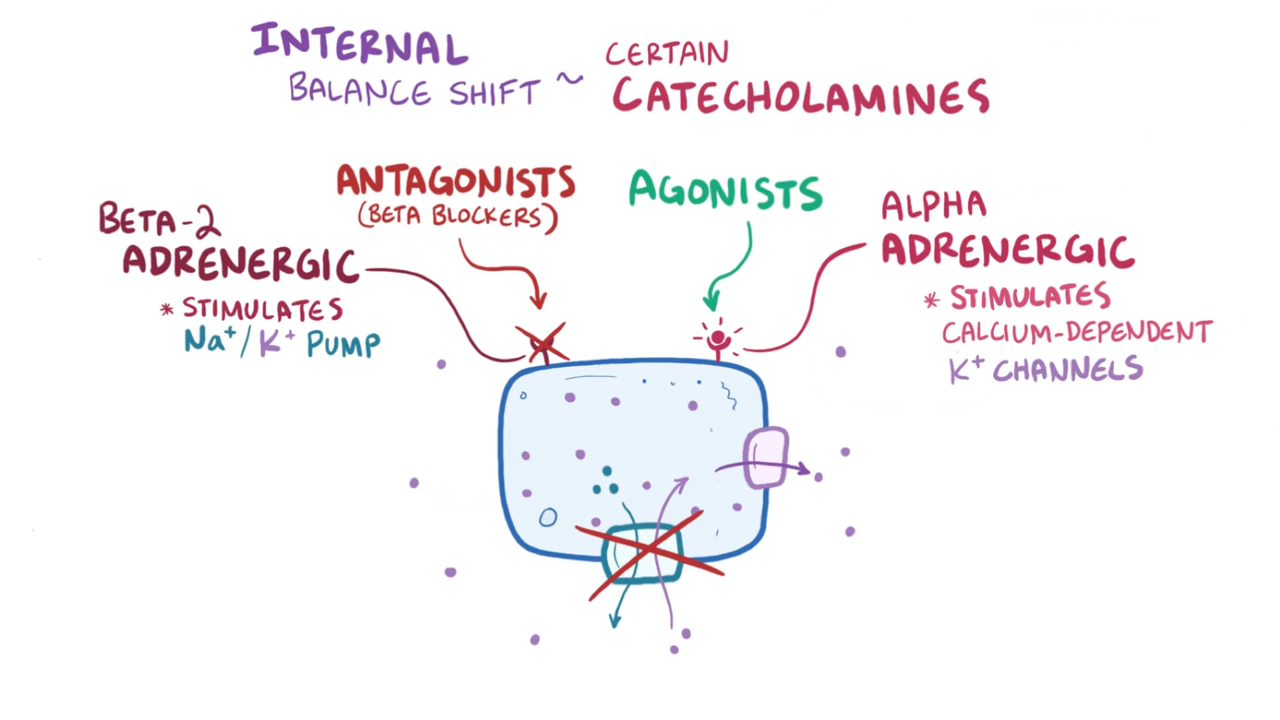 INTERNAL
BALANCE SHIFT ~
CERTAIN
CATECHOLAMINES
ANTAGONISTS
(BETA BLOCKERS)
AGONISTS
BETA-2
ADRENERGIC
* STIMULATES
Na+/K+ PUMP
ALPHA
ADRENERGIC
* STIMULATES
CALCIUM-DEPENDENT
K+ CHANNELS